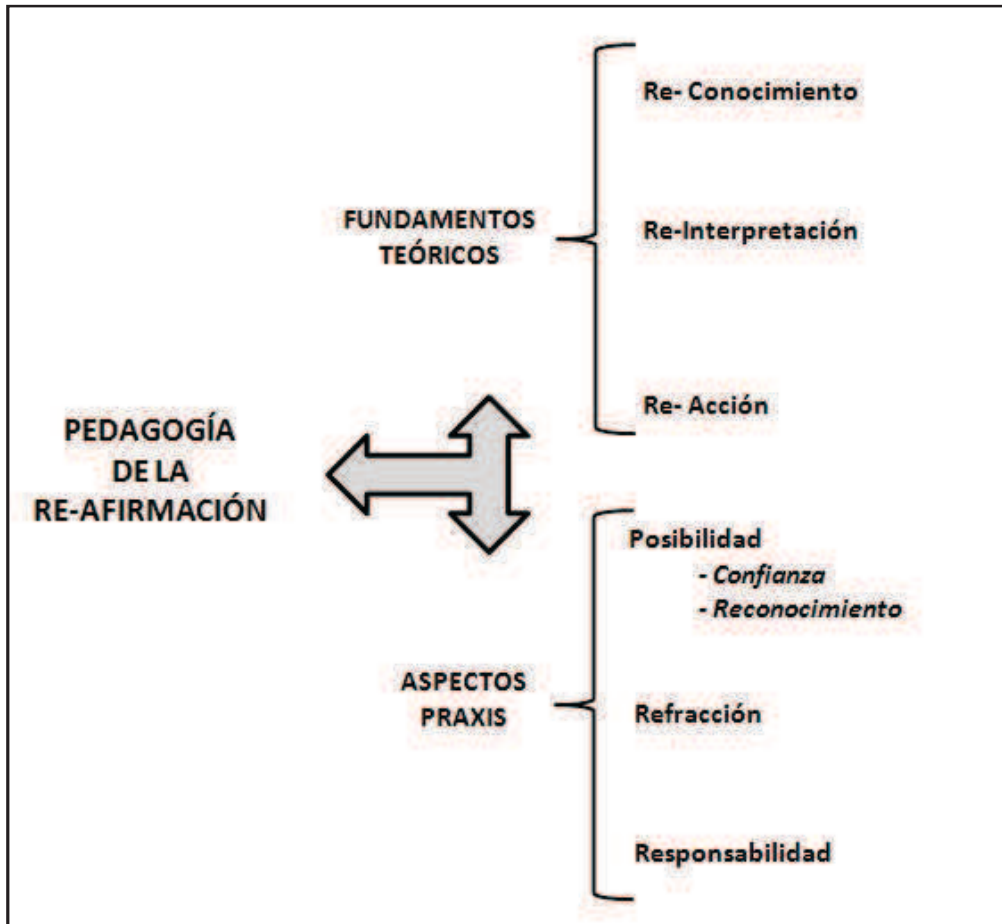 PEDAGOGÍA
DE LA
RE-AFIRMACIÓN
FUNDAMENTOS
TEÓRICOS
Re- Conocimiento
Re-Interpretación
Re- Acción
ASPECTOS
PRAXIS
Posibilidad
- Confianza
- Reconocimiento
Refracción
Responsabilidad